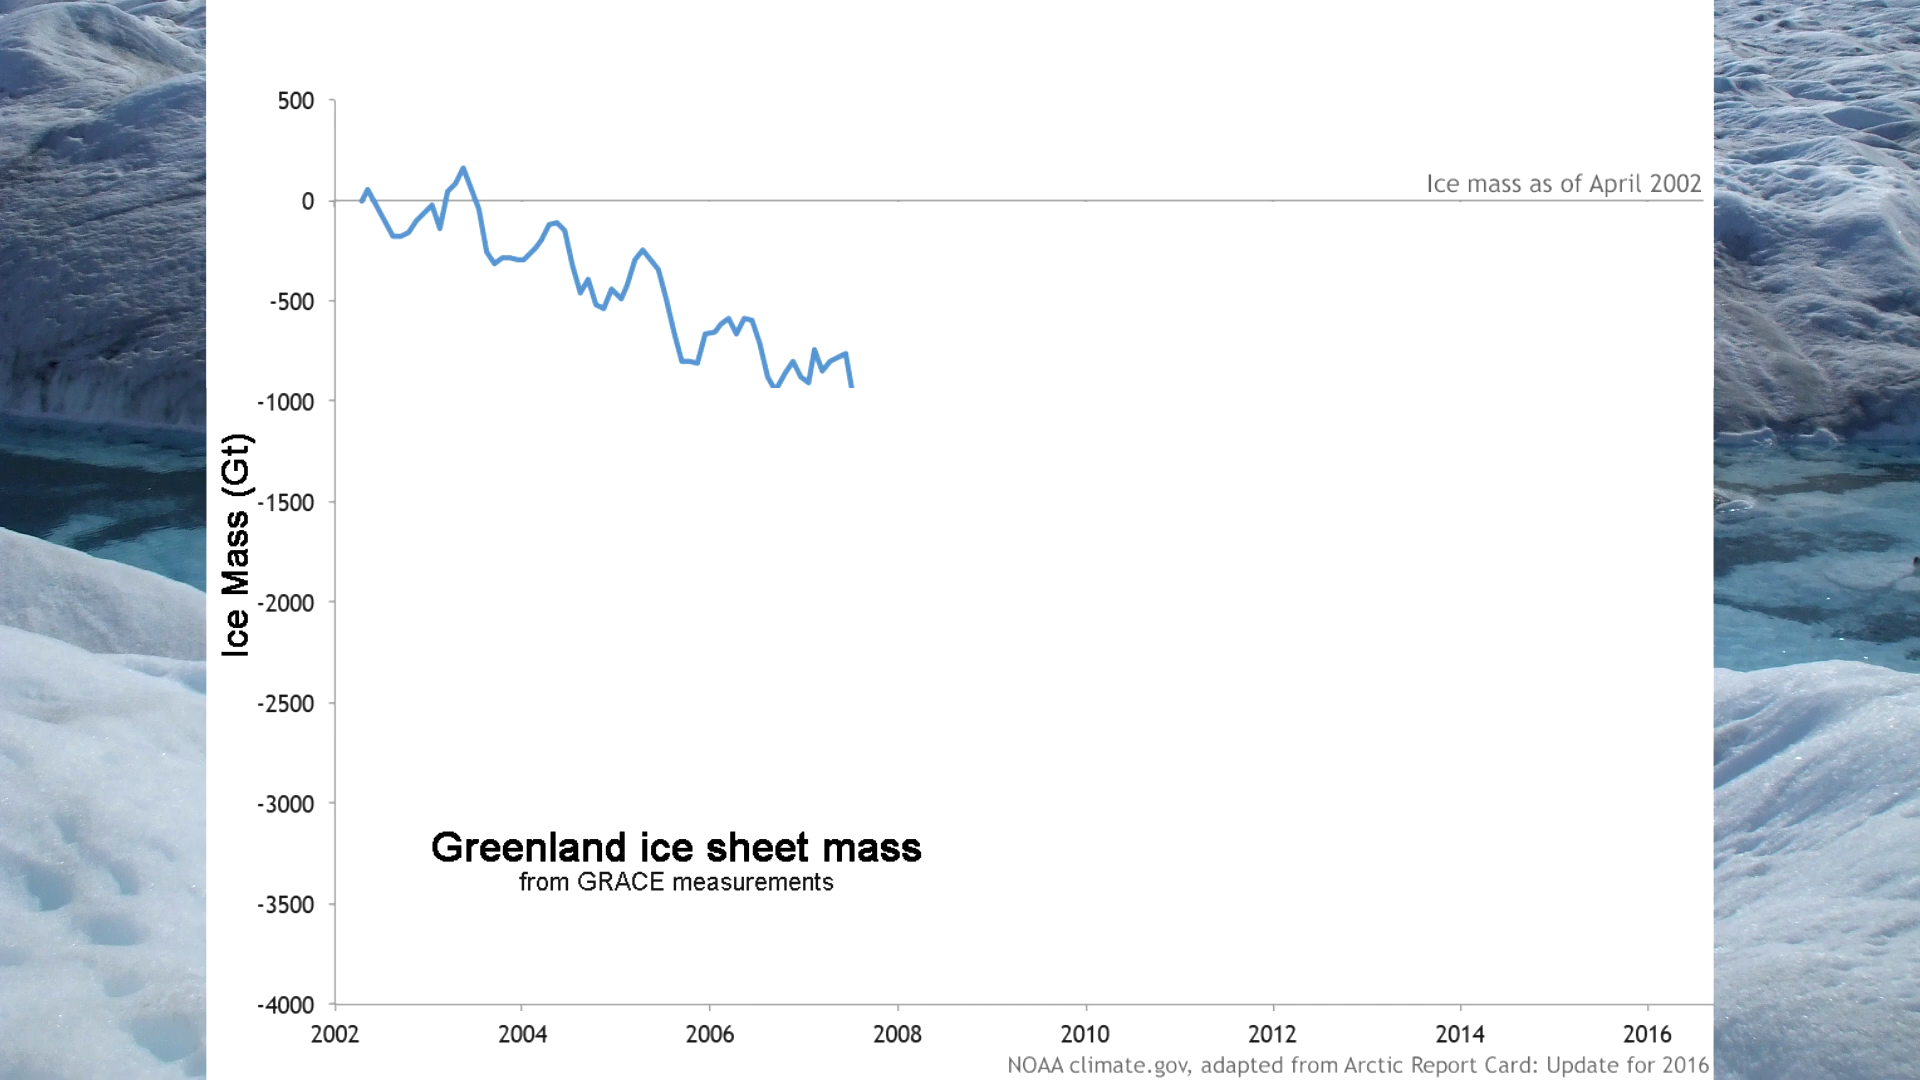 500
Ice mass as of April 2002
0
-500
-1000
-1500
-2000
-2500
-3000
-3500
-4000
Ice Mass (Gt)
Greenland ice sheet mass
from GRACE measurements
2002 2004 2006 2008 2010 2012 2014 2016
NOAA climate.gov, adapted from Arctic Report Card: Update for 2016